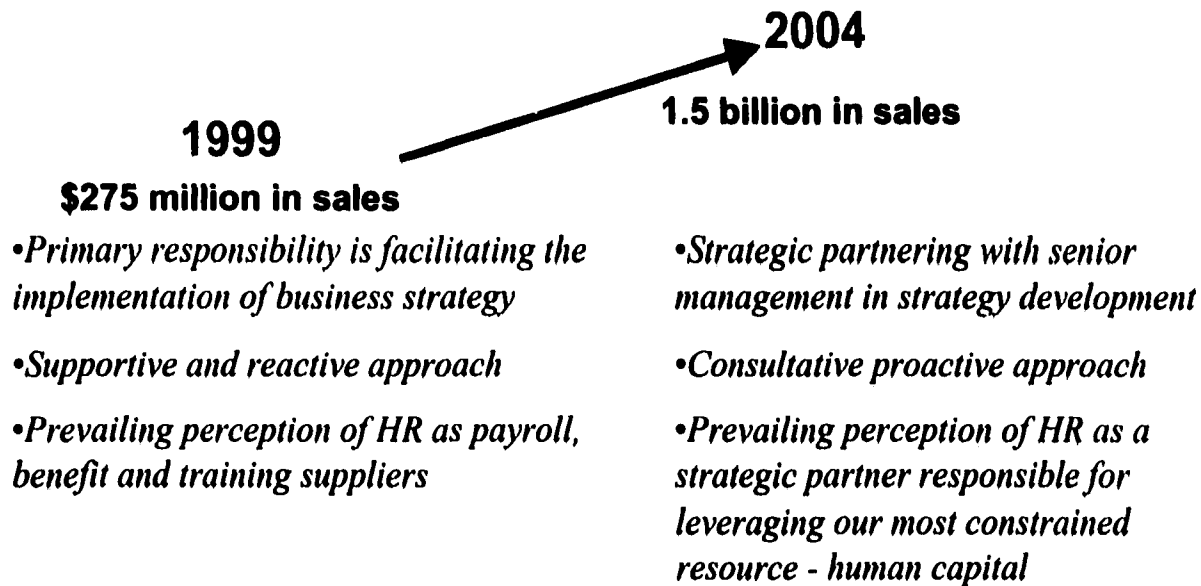 1999
$275 million in sales
•Primary responsibility is facilitating the
implementation of business strategy
•Supportive and reactive approach
•Prevailing perception of HR as payroll,
benefit and training suppliers
2004
1.5 billion in sales
•Strategic partnering with senior
management in strategy development
•Consultative proactive approach
•Prevailing perception of HR as a
strategic partner responsible for
leveraging our most constrained
resource - human capital